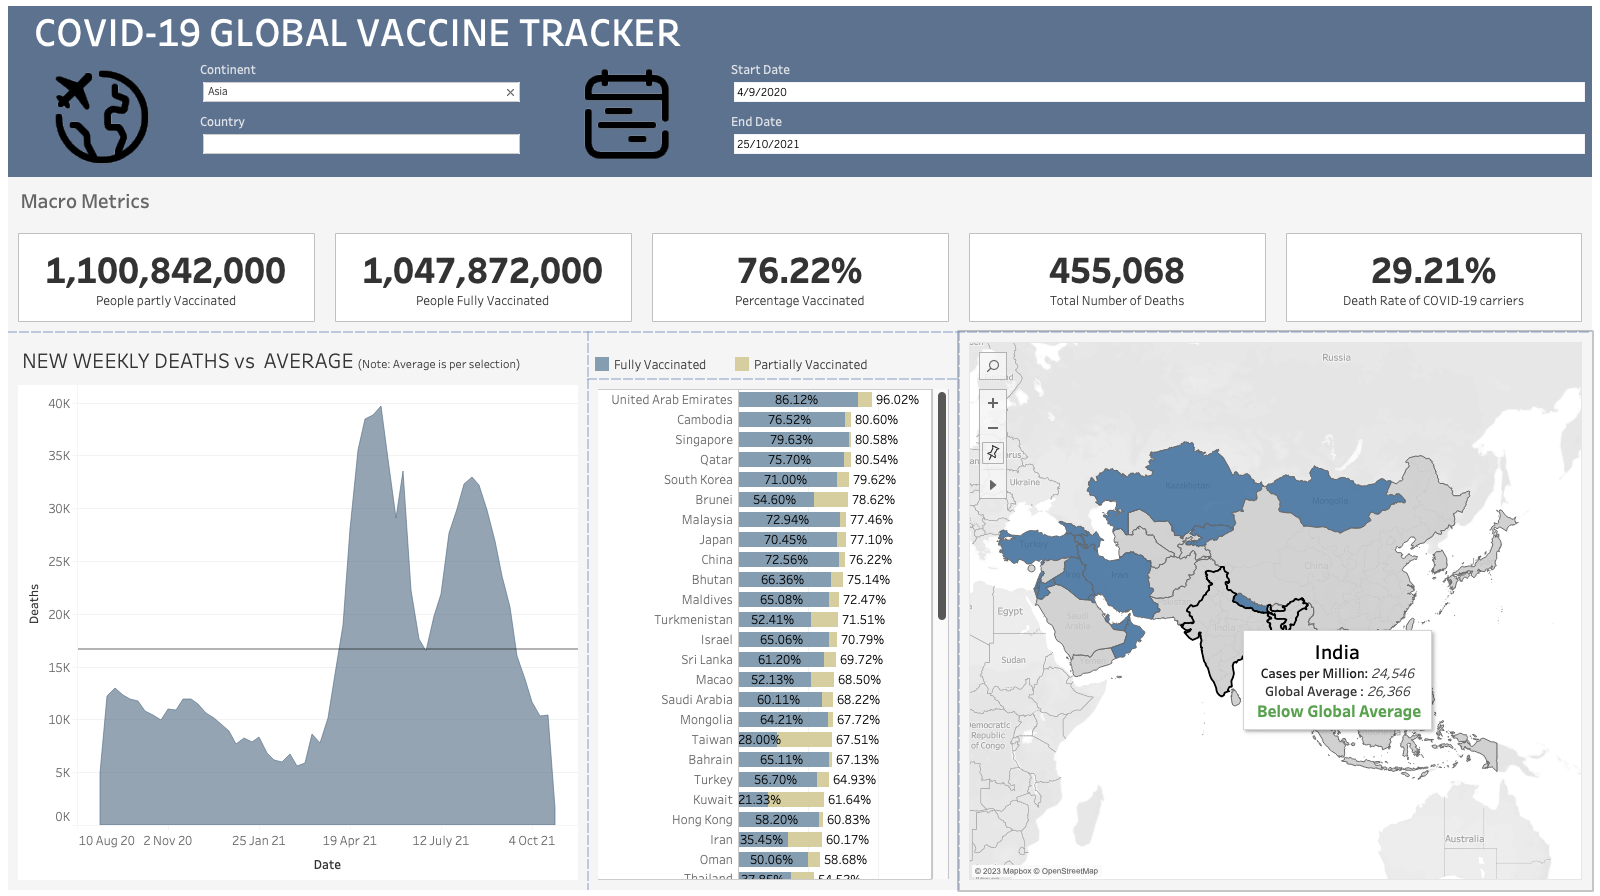 COVID-19 GLOBAL VACCINE TRACKER
Continent
Asia
Country
Start Date
4/9/2020
End Date
25/10/2021
Macro Metrics
1,100,842,000
People partly Vaccinated
1,047,872,000
People Fully Vaccinated
76.22%
Percentage Vaccinated
455,068
Total Number of Deaths
29.21%
Death Rate of COVID-19 carriers
NEW WEEKLY DEATHS vs AVERAGE (Note: Average is per selection)
40K
35K
30K
25K
20K
15K
10K
5K
0K
Deaths
10 Aug 20 2 Nov 20 25 Jan 21 19 Apr 21 12 July 21 4 Oct 21
Date
Fully Vaccinated Partially Vaccinated
United Arab Emirates 86.12% 96.02%
Cambodia 76.52% 80.60%
Singapore 79.63% 80.58%
Qatar 75.70% 80.54%
South Korea 71.00% 79.62%
Brunei 54.60% 78.62%
Malaysia 72.94% 77.46%
Japan 70.45% 77.10%
China 72.56% 76.22%
Bhutan 66.36% 75.14%
Maldives 65.08% 72.47%
Turkmenistan 52.41% 71.51%
Israel 65.06% 70.79%
Sri Lanka 61.20% 69.72%
Macao 52.13% 68.50%
Saudi Arabia 60.11% 68.22%
Mongolia 64.21% 67.72%
Taiwan 28.00% 67.51%
Bahrain 65.11% 67.13%
Turkey 56.70% 64.93%
Kuwait 21.33% 61.64%
Hong Kong 58.20% 60.83%
Iran 35.45% 60.17%
Oman 50.06% 58.68%
Thailand
Russia
Ukraine
Kazakhstan
Mongolia
Turkey
Iraq
Iran
China
Egypt
Saudi
Arabia
India
Yemen
Sudan
Democratic
Republic
of Congo
Australia
India
Cases per Million: 24,546
Global Average : 26,366
Below Global Average
© 2023 Mapbox © OpenStreetMap